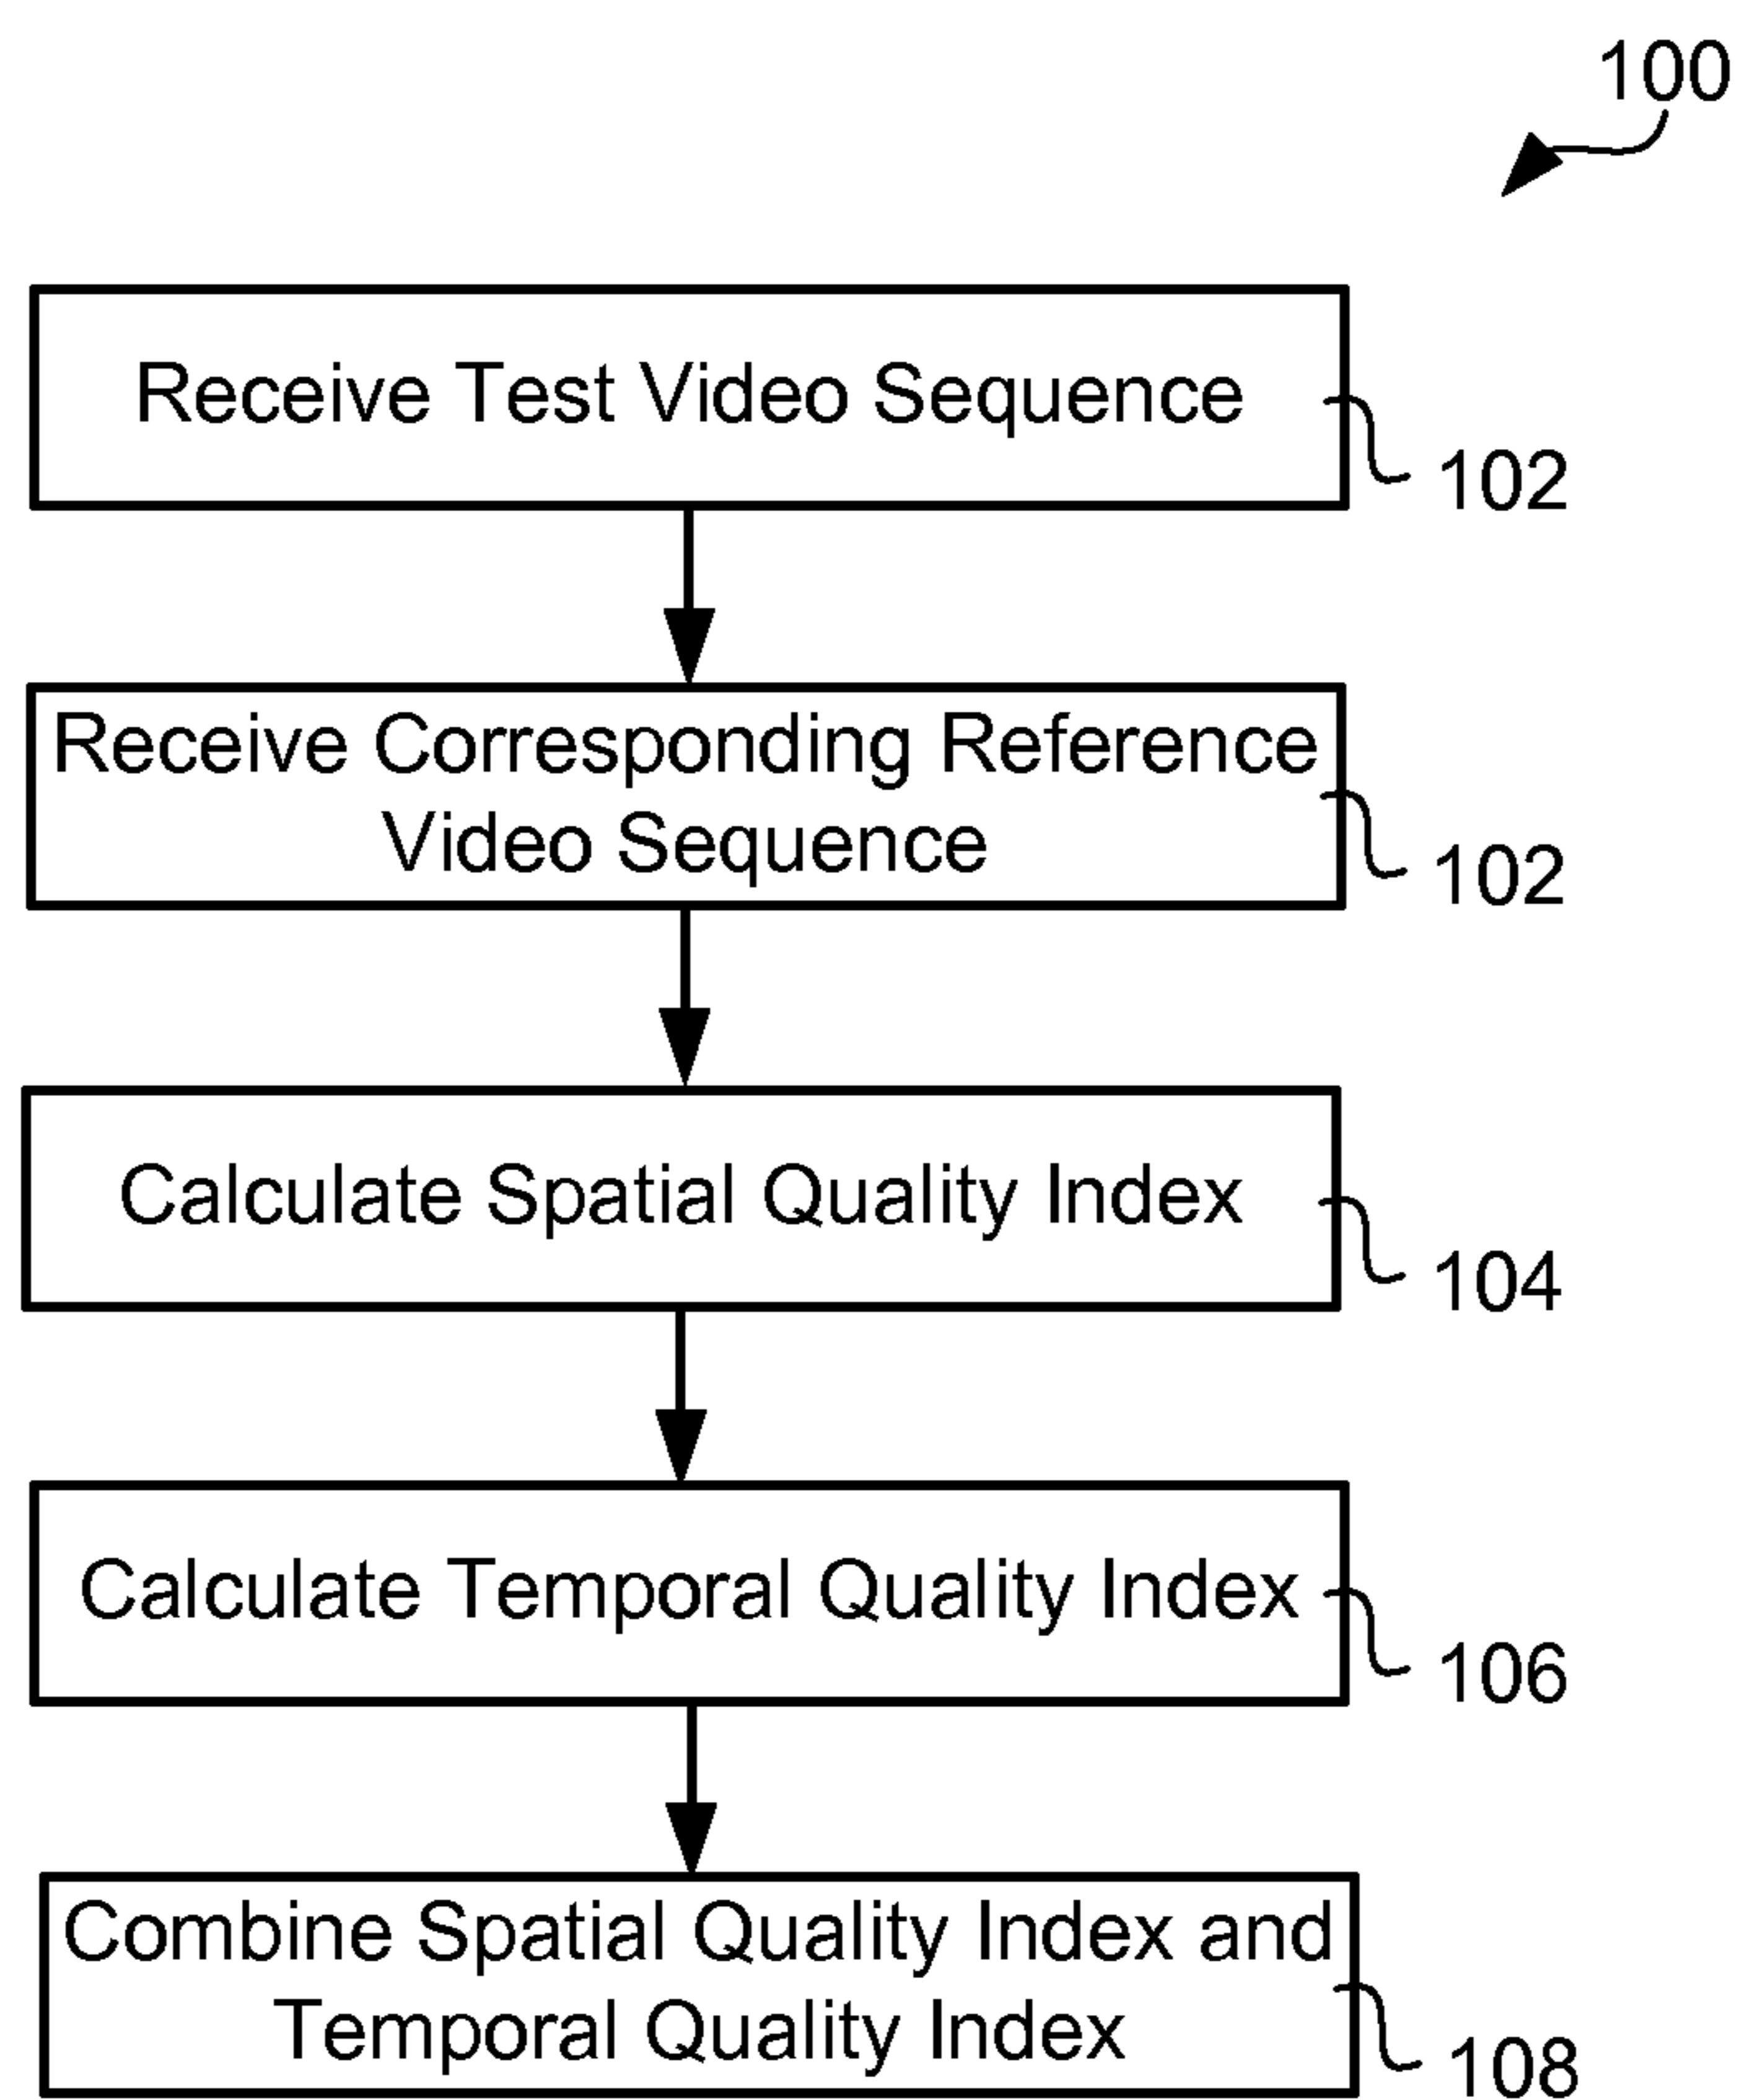 100
Receive Test Video Sequence
102
Receive Corresponding Reference
Video Sequence
102
Calculate Spatial Quality Index
104
Calculate Temporal Quality Index
106
Combine Spatial Quality Index and
Temporal Quality Index
108